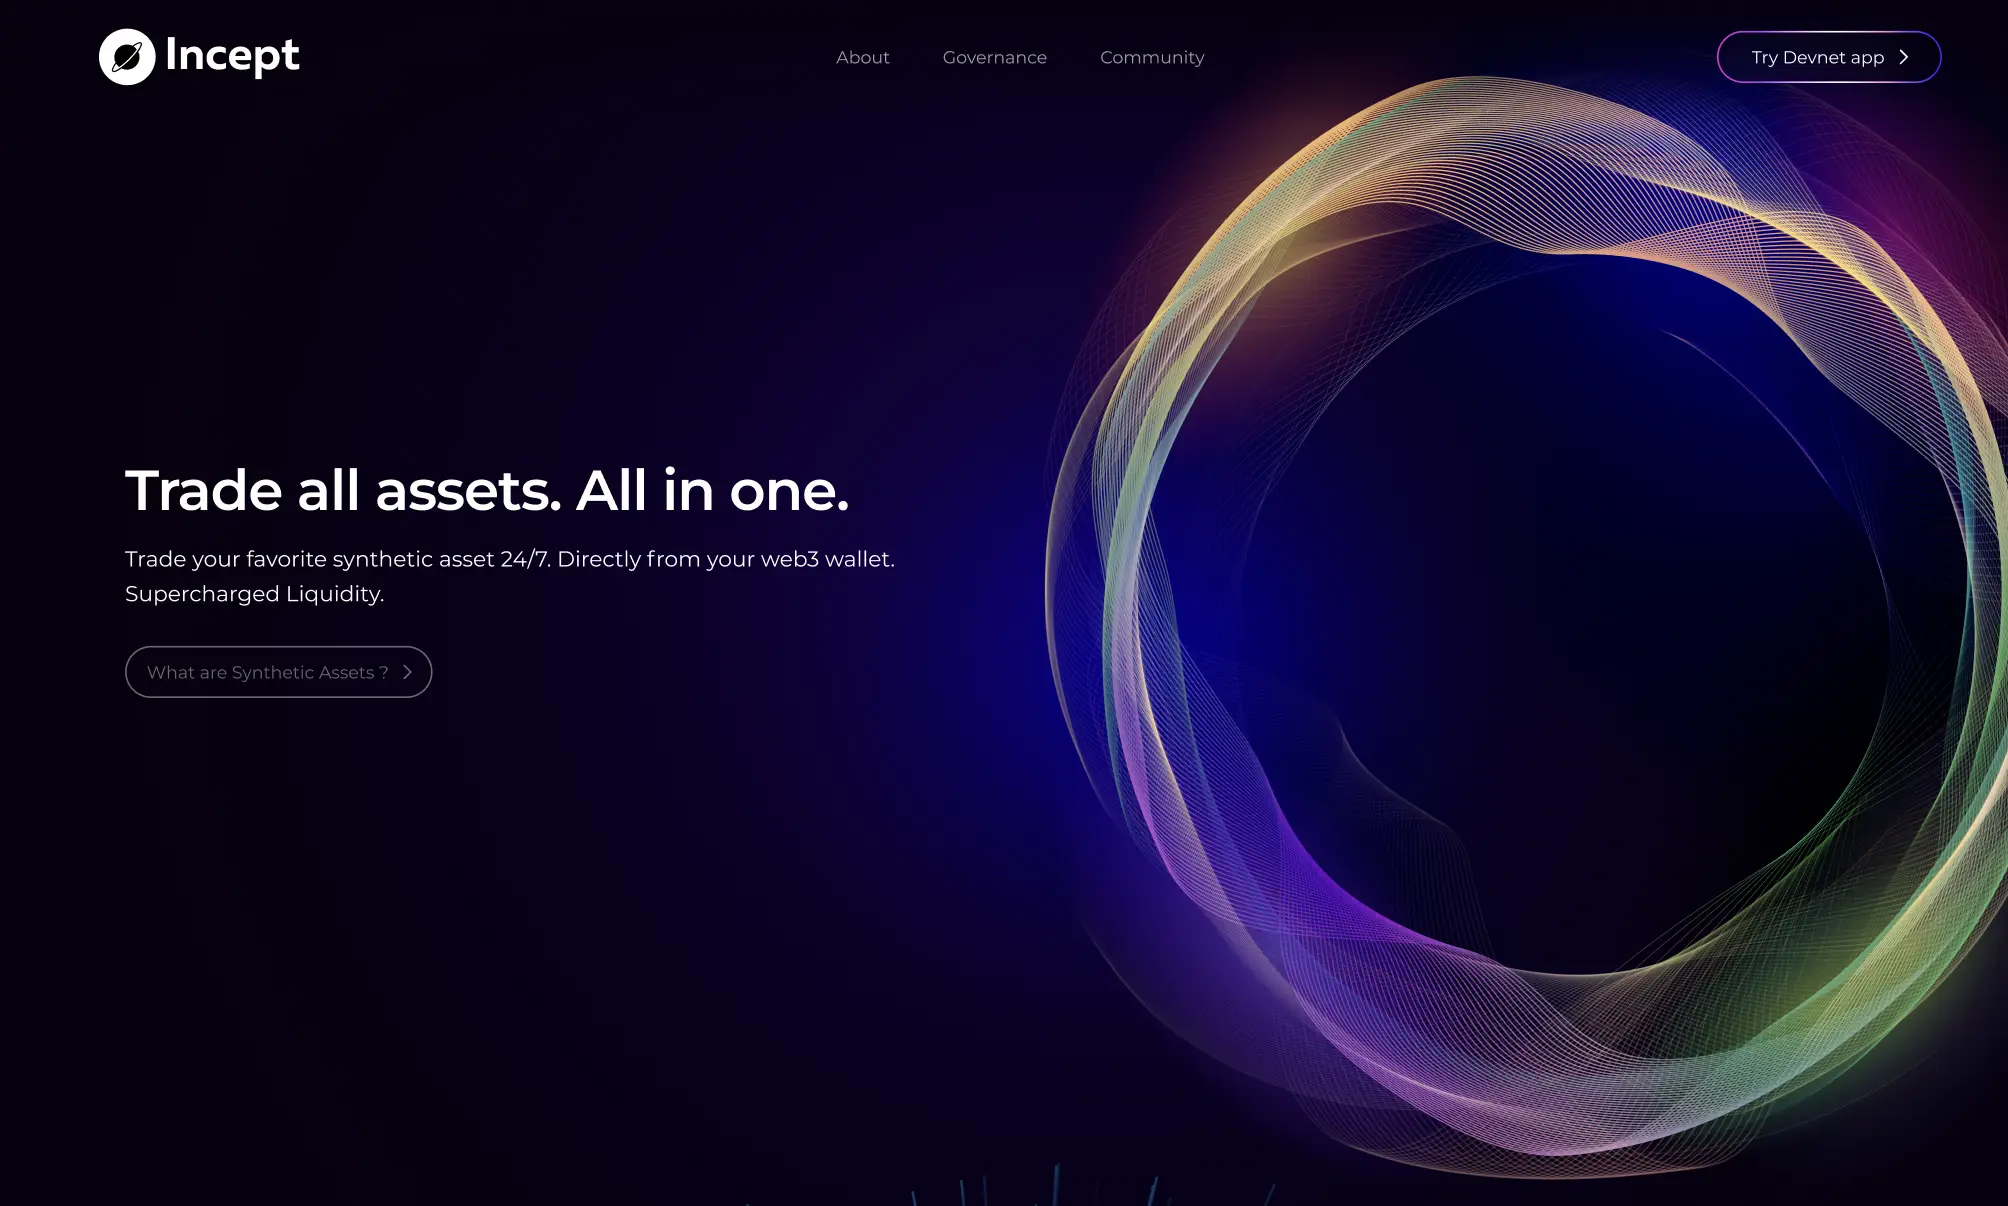 Incept
About
Governance
Community
Try Devnet app
Trade all assets. All in one.
Trade your favorite synthetic asset 24/7. Directly from your web3 wallet.
Supercharged Liquidity.
What are Synthetic Assets ?